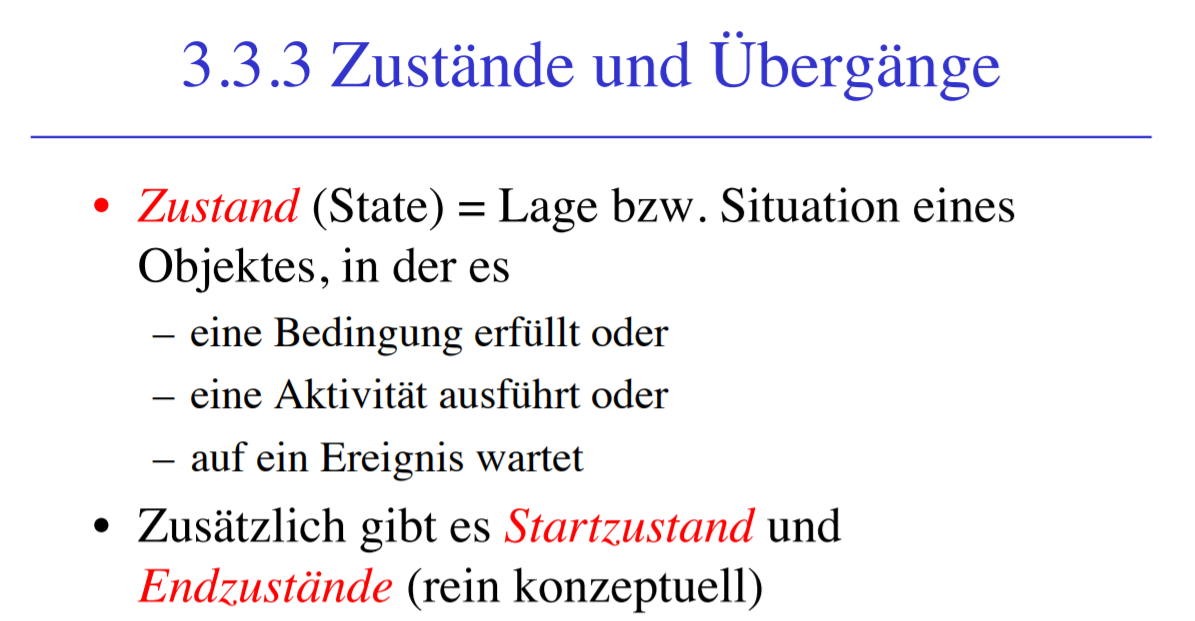 3.3.3 Zustände und Übergänge
• Zustand (State) = Lage bzw. Situation eines
Objektes, in der es
– eine Bedingung erfüllt oder
– eine Aktivität ausführt oder
– auf ein Ereignis wartet
• Zusätzlich gibt es Startzustand und
Endzustände (rein konzeptuell)